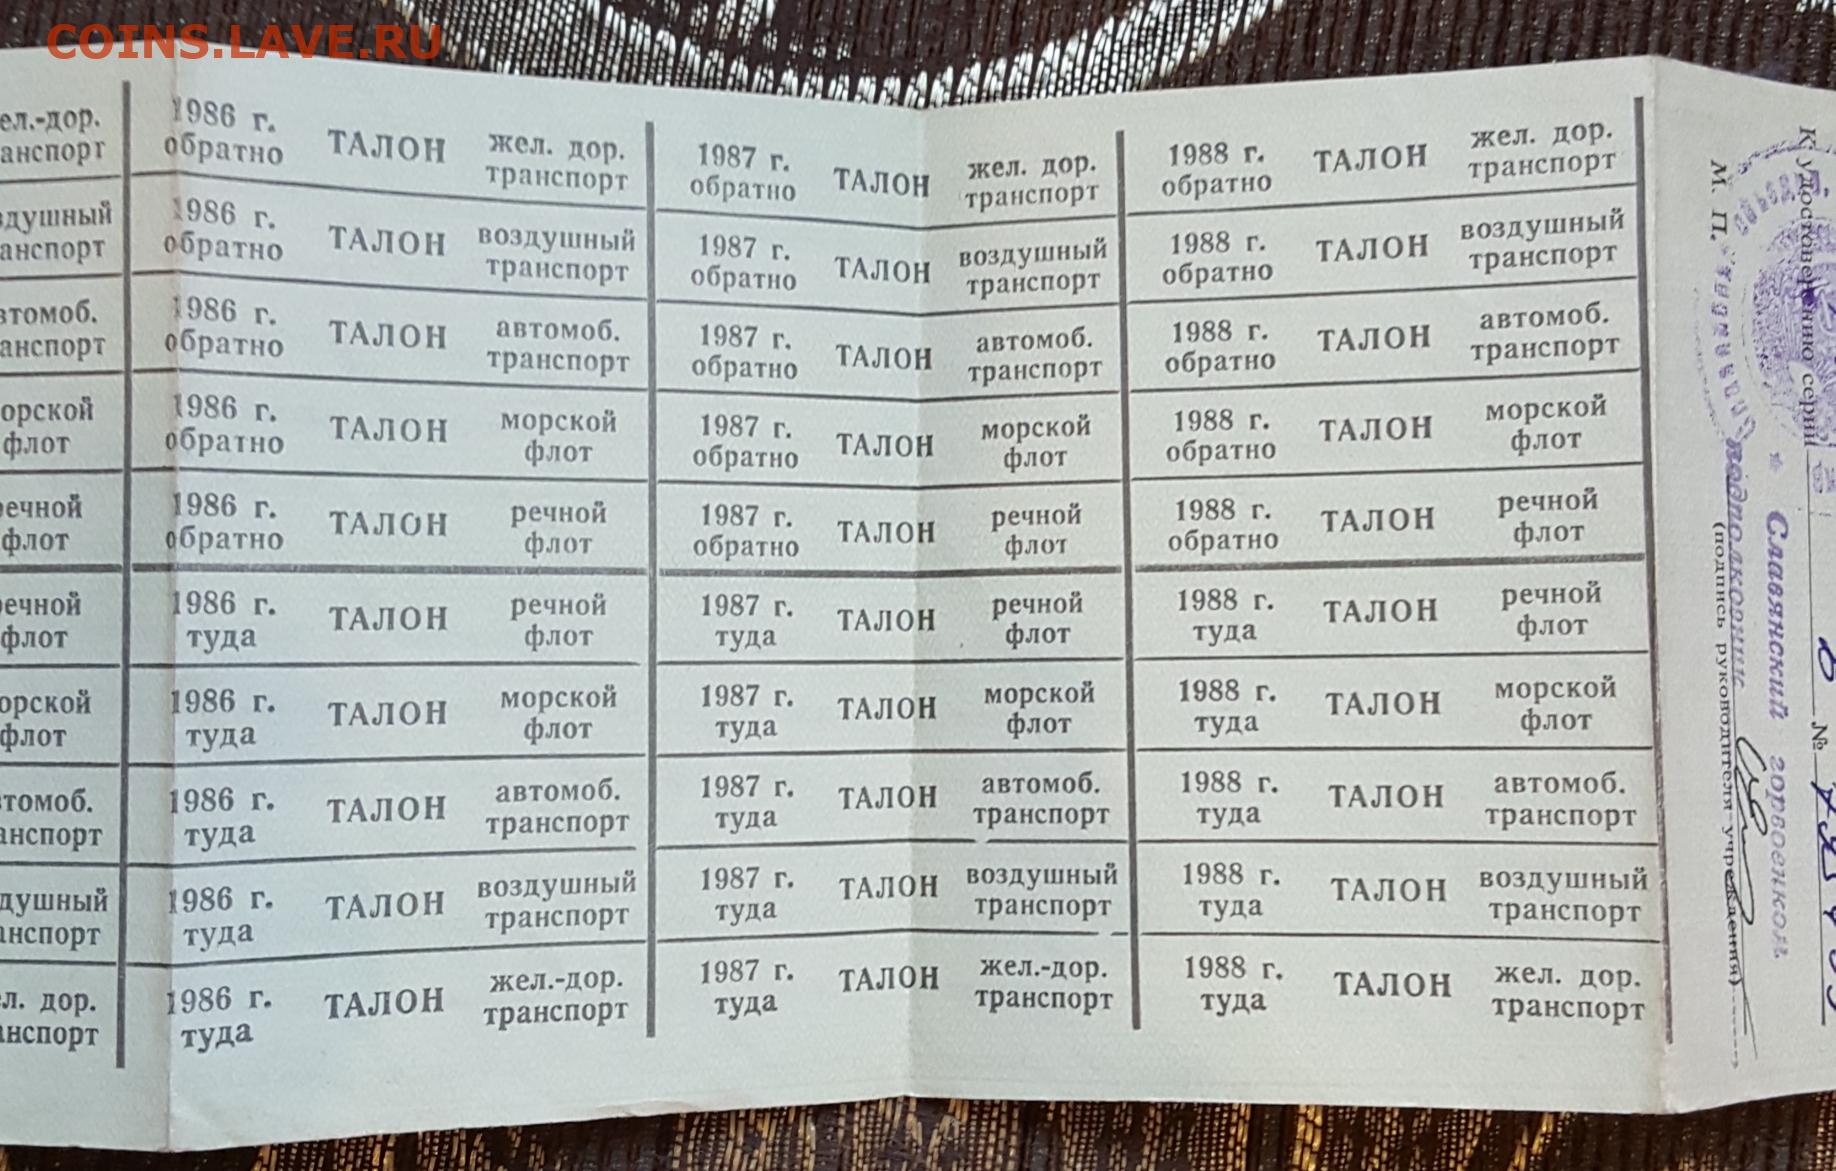 COINS.LAVE.RU
ел.-дор.
анспорт
здушный
ранспорт
втомоб.
анспорт
орской
флот
речной
флот
речной
флот
орской
флот
томоб.
анспорт
душный
анспорт
л. дор.
нспорт
1986 г.
обратно
ТАЛОН
жел. дор.
транспорт
1986 г.
обратно
ТАЛОН
воздушный
транспорт
1986 г.
обратно
ТАЛОН
автомоб.
транспорт
1986 г.
обратно
ТАЛОН
морской
флот
1986 г.
обратно
ТАЛОН
речной
флот
1986 г.
туда
ТАЛОН
речной
флот
1986 г.
туда
ТАЛОН
морской
флот
1986 г.
туда
ТАЛОН
автомоб.
транспорт
1986 г.
туда
ТАЛОН
воздушный
транспорт
1986 г.
туда
ТАЛОН
жел.-дор.
транспорт
1987 г.
обратно
ТАЛОН
жел. дор.
транспорт
1987 г.
обратно
ТАЛОН
воздушный
транспорт
1987 г.
обратно
ТАЛОН
автомоб.
транспорт
1987 г.
обратно
ТАЛОН
морской
флот
1987 г.
обратно
ТАЛОН
речной
флот
1987 г.
туда
ТАЛОН
речной
флот
1987 г.
туда
ТАЛОН
морской
флот
1987 г.
туда
ТАЛОН
автомоб.
транспорт
1987 г.
туда
ТАЛОН
воздушный
транспорт
1987 г.
туда
ТАЛОН
жел.-дор.
транспорт
1988 г.
обратно
ТАЛОН
жел. дор.
транспорт
1988 г.
обратно
ТАЛОН
воздушный
транспорт
1988 г.
обратно
ТАЛОН
автомоб.
транспорт
1988 г.
обратно
ТАЛОН
морской
флот
1988 г.
обратно
ТАЛОН
речной
флот
1988 г.
туда
ТАЛОН
речной
флот
1988 г.
туда
ТАЛОН
морской
флот
1988 г.
туда
ТАЛОН
автомоб.
транспорт
1988 г.
туда
ТАЛОН
воздушный
транспорт
1988 г.
туда
ТАЛОН
жел. дор.
транспорт
К удостоверению серии № 
Славянский горвоенком
М. П. подполковник
(подпись руководителя учреждения)